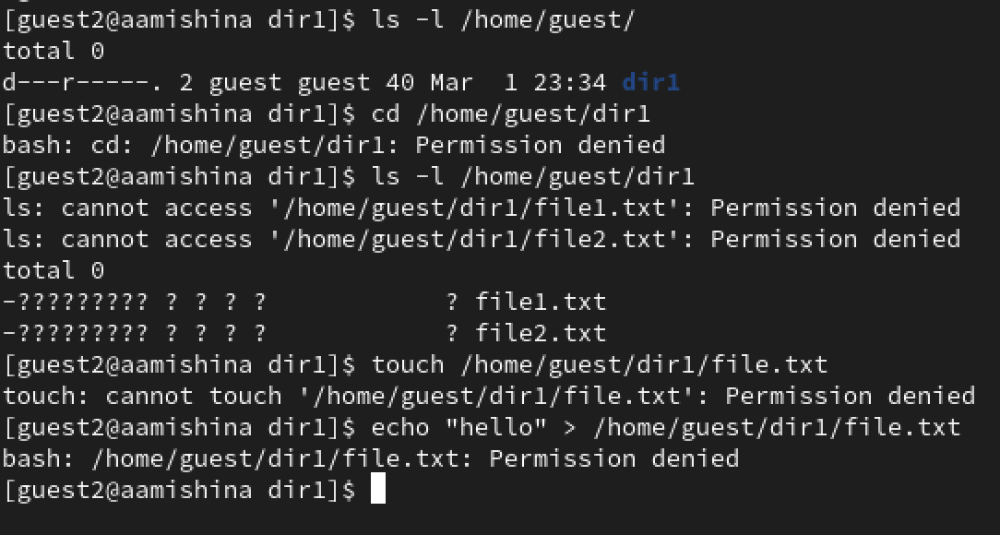 [guest2@aamishina dir1]$ ls -l /home/guest/
total 0
d---r-----. 2 guest guest 40 Mar  1 23:34 dir1
[guest2@aamishina dir1]$ cd /home/guest/dir1
bash: cd: /home/guest/dir1: Permission denied
[guest2@aamishina dir1]$ ls -l /home/guest/dir1
ls: cannot access '/home/guest/dir1/file1.txt': Permission denied
ls: cannot access '/home/guest/dir1/file2.txt': Permission denied
total 0
-????????? ? ? ? ?            ? file1.txt
-????????? ? ? ? ?            ? file2.txt
[guest2@aamishina dir1]$ touch /home/guest/dir1/file.txt
touch: cannot touch '/home/guest/dir1/file.txt': Permission denied
[guest2@aamishina dir1]$ echo "hello" > /home/guest/dir1/file.txt
bash: /home/guest/dir1/file.txt: Permission denied
[guest2@aamishina dir1]$